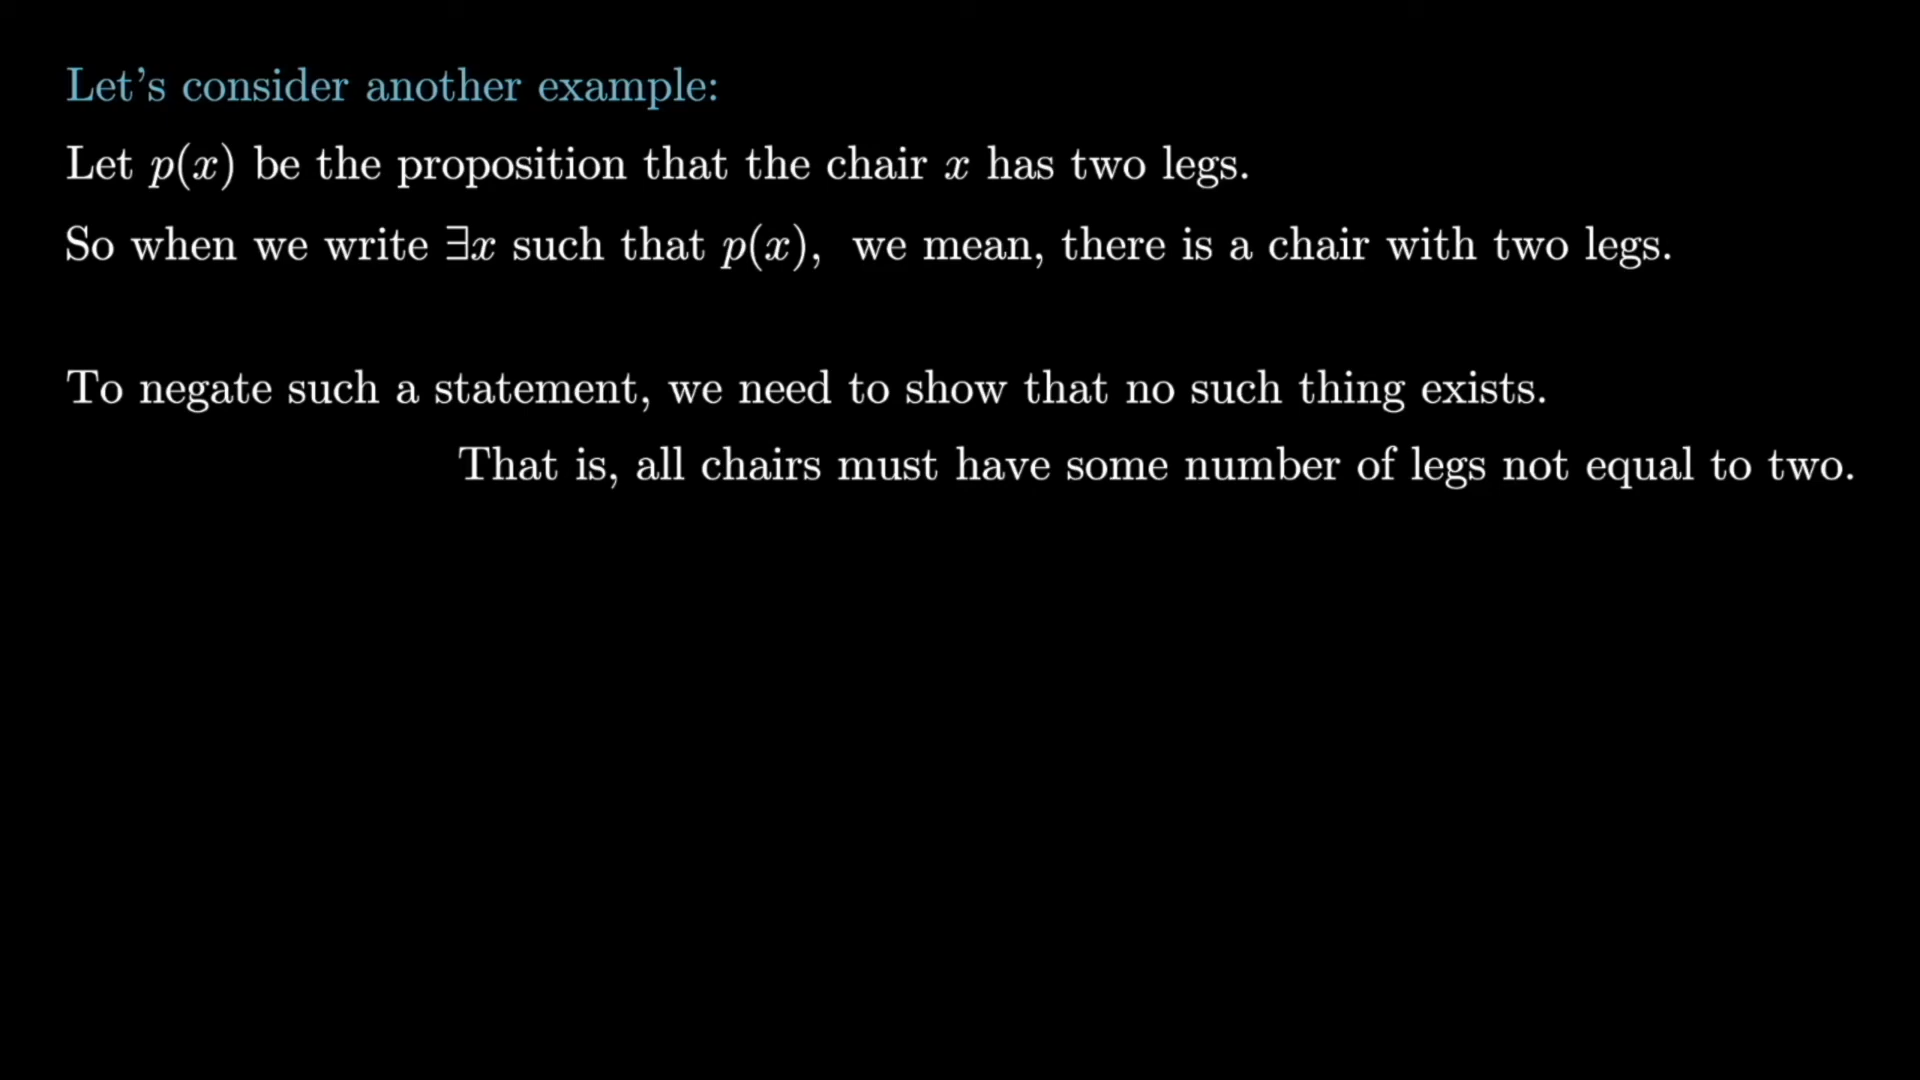 Let's consider another example:
Let p(x) be the proposition that the chair x has two legs.
So when we write ∃x such that p(x), we mean, there is a chair with two legs.
To negate such a statement, we need to show that no such thing exists.
That is, all chairs must have some number of legs not equal to two.